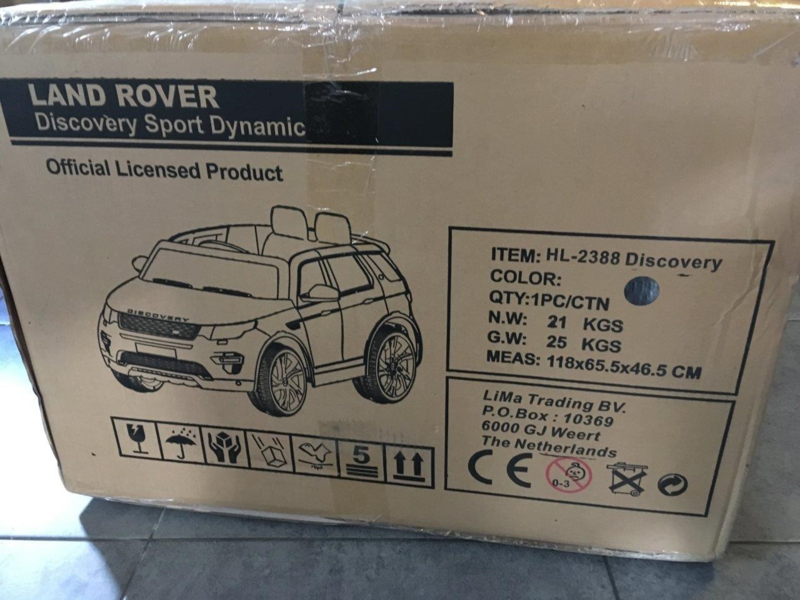 LAND ROVER
Discovery Sport Dynamic
Official Licensed Product
DISCOVERY
ITEM: HL-2388 Discovery
COLOR:
QTY:1PC/CTN
N.W: 21 KGS
G.W: 25 KGS
MEAS: 118x65.5x46.5 CM
LiMa Trading BV.
P.O.Box : 10369
6000 GJ Weert
The Netherlands
5
CE
0-3